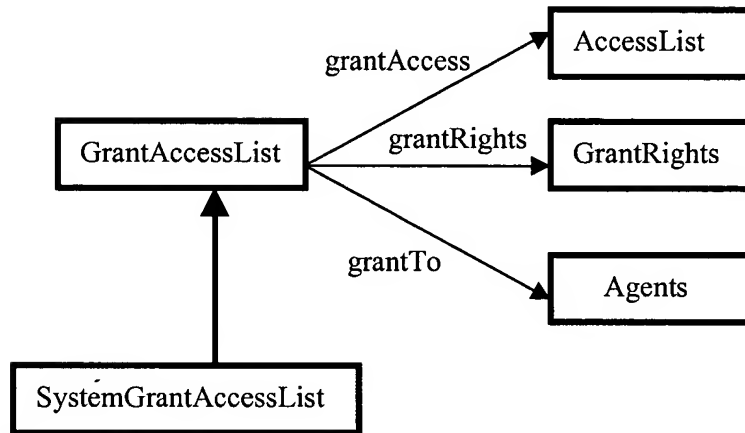 AccessList
grantAccess
grantRights
GrantAccessList
GrantRights
grantTo
Agents
SystemGrantAccessList